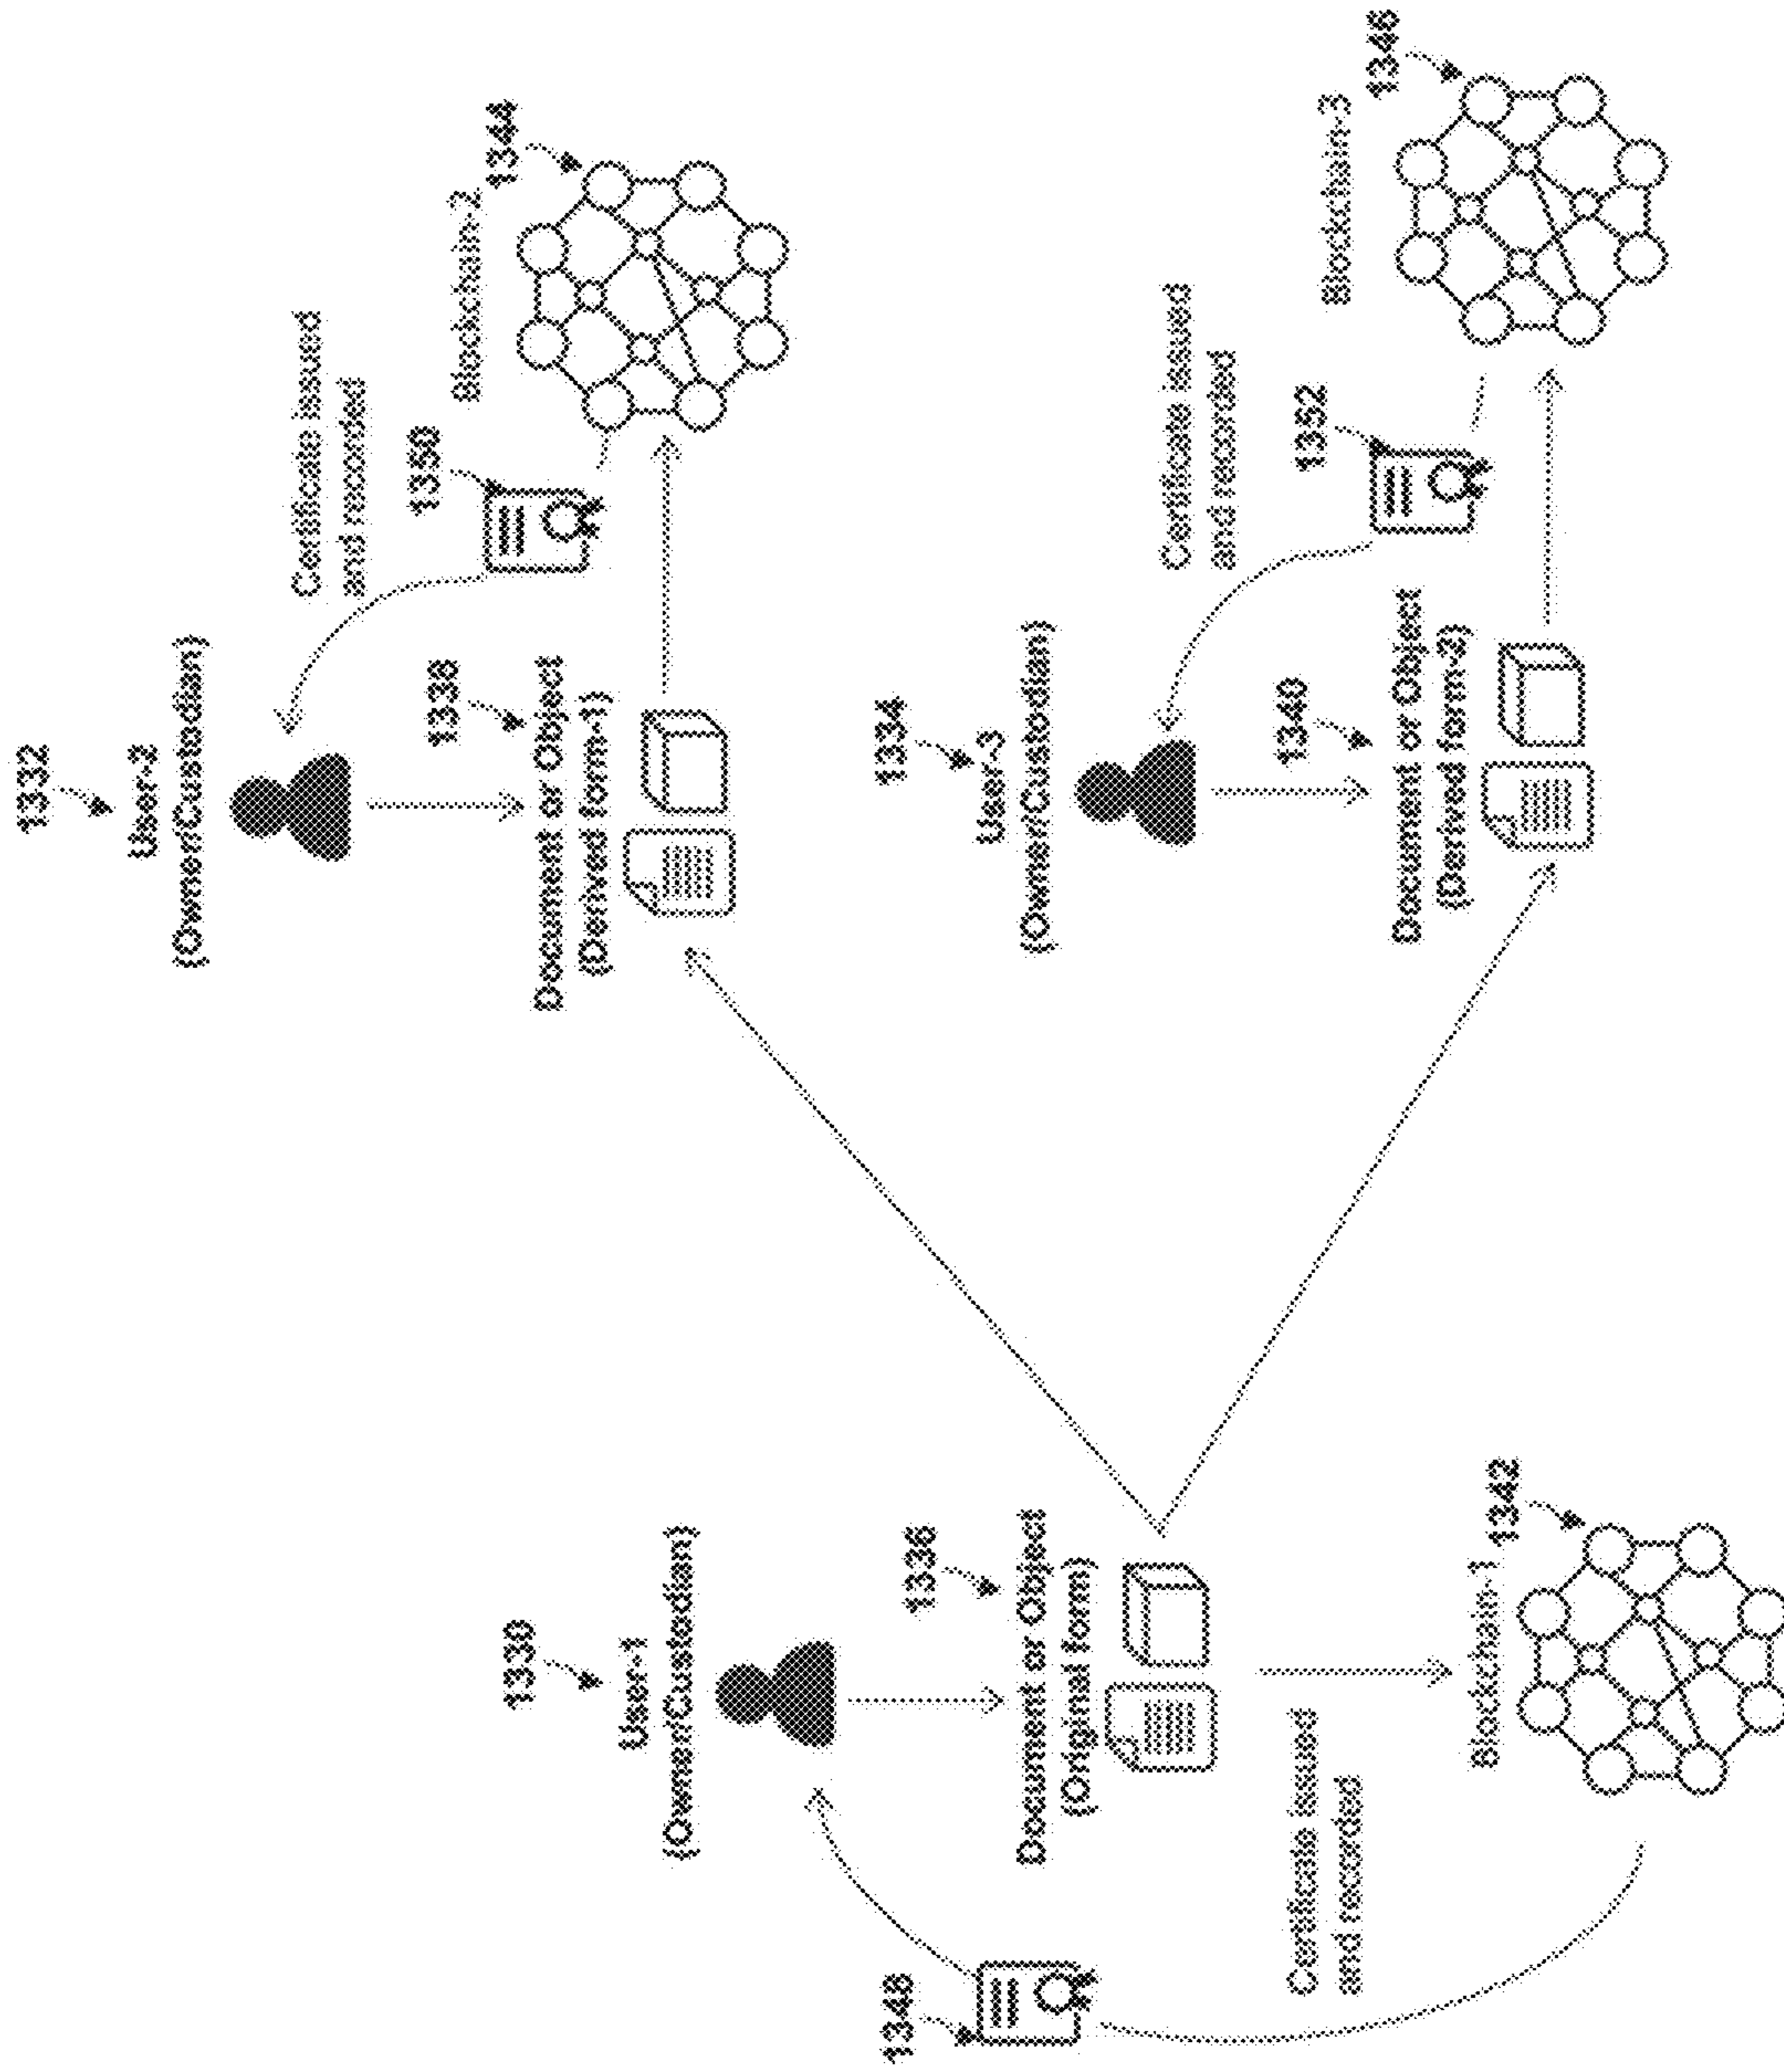 1330
User-1
(Owner/Custodian)
1336
Document or Object
(Original form)
1348
Certificate issued
and recorded
Blockchain-1
1342
1332
User-2
(Owner/Custodian)
Certificate issued
and recorded
1338
1350
Document or Object
(Derived form-1)
Blockchain-2
1344
1334
User-3
(Owner/Custodian)
Certificate issued
and recorded
1340
1352
Document or Object
(Derived form-2)
Blockchain-3
1346